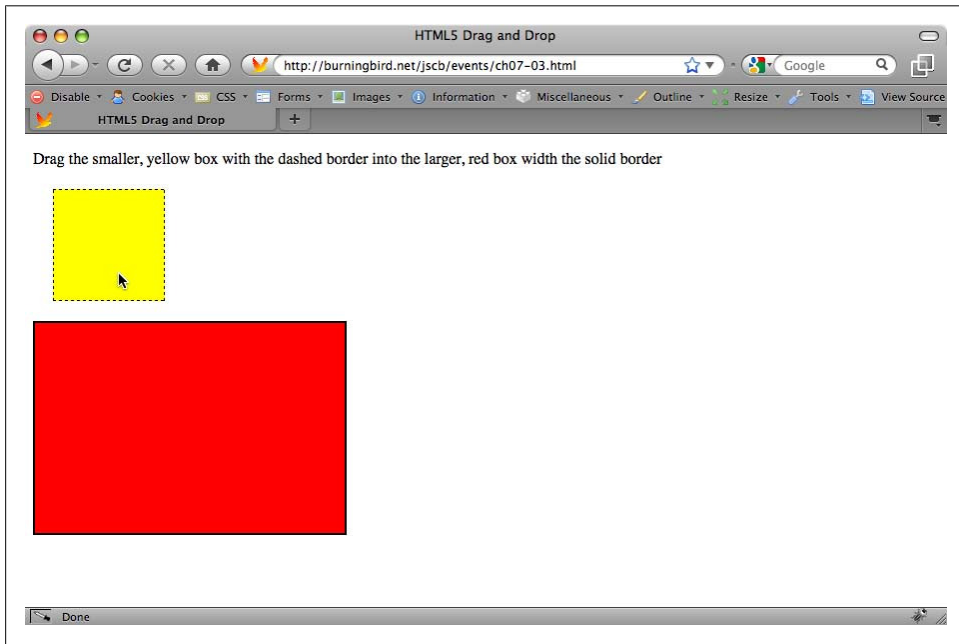 HTML5 Drag and Drop
http://burningbird.net/jscb/events/ch07-03.html
Google
Disable Cookies CSS Forms Images Information Miscellaneous Outline Resize Tools View Source
HTML5 Drag and Drop
Drag the smaller, yellow box with the dashed border into the larger, red box width the solid border
Done